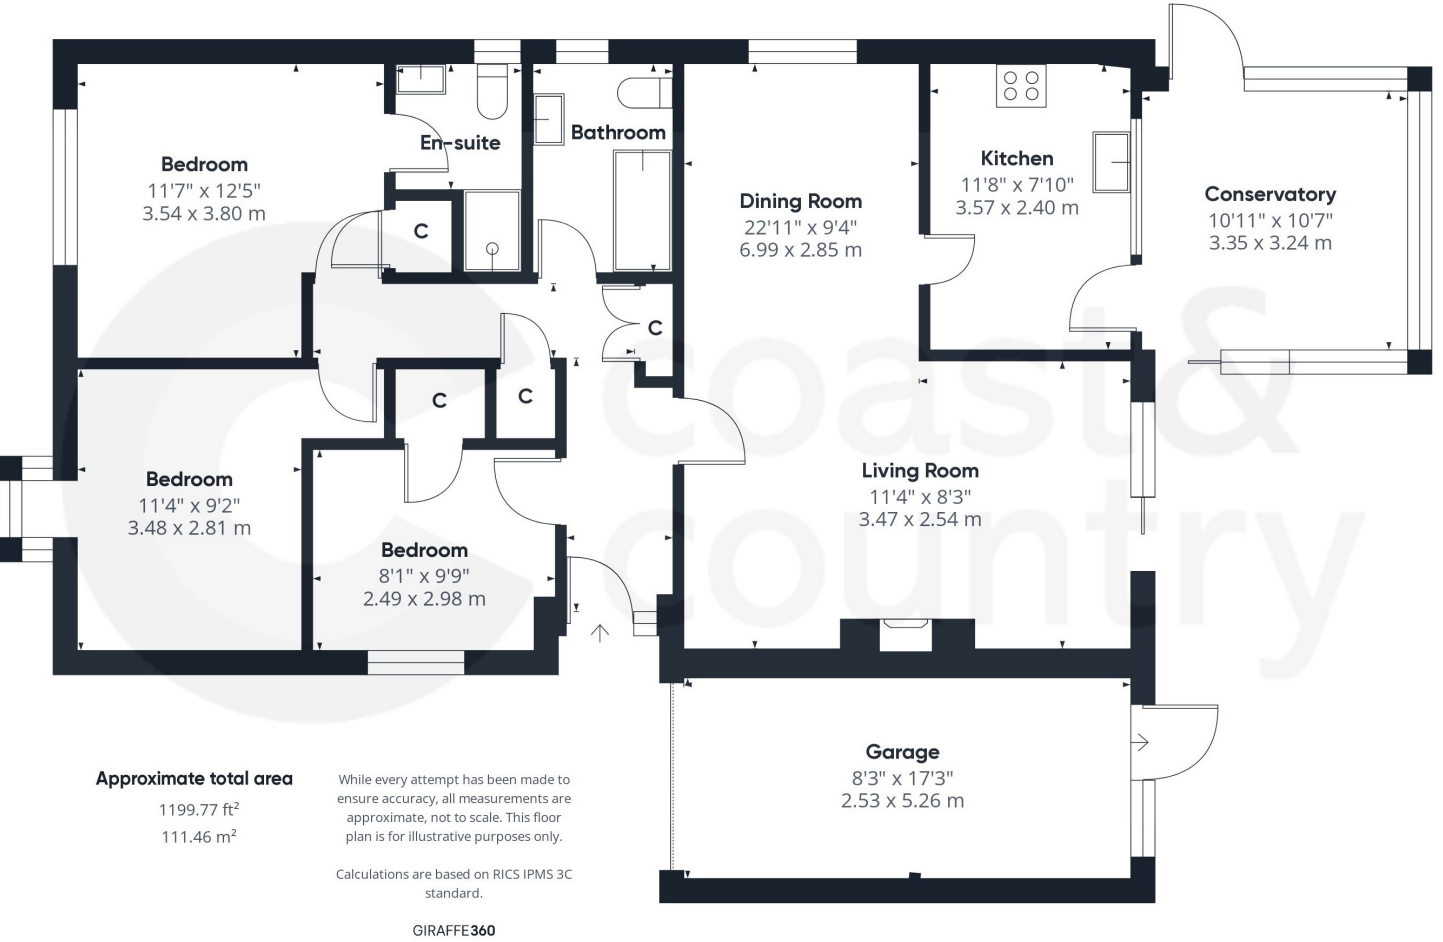 Bedroom
11'7" x 12'5"
3.54 x 3.80 m
En-suite
C
Bathroom
Dining Room
22'11" x 9'4"
6.99 x 2.85 m
Kitchen
11'8" x 7'10"
3.57 x 2.40 m
Conservatory
10'11" x 10'7"
3.35 x 3.24 m
C
C
C
Bedroom
11'4" x 9'2"
3.48 x 2.81 m
Bedroom
8'1" x 9'9"
2.49 x 2.98 m
Living Room
11'4" x 8'3"
3.47 x 2.54 m
coast&
country
Garage
8'3" x 17'3"
2.53 x 5.26 m
Approximate total area
1199.77 ft²
111.46 m²
While every attempt has been made to
ensure accuracy, all measurements are
approximate, not to scale. This floor
plan is for illustrative purposes only.
Calculations are based on RICS IPMS 3C
standard.
GIRAFFE360